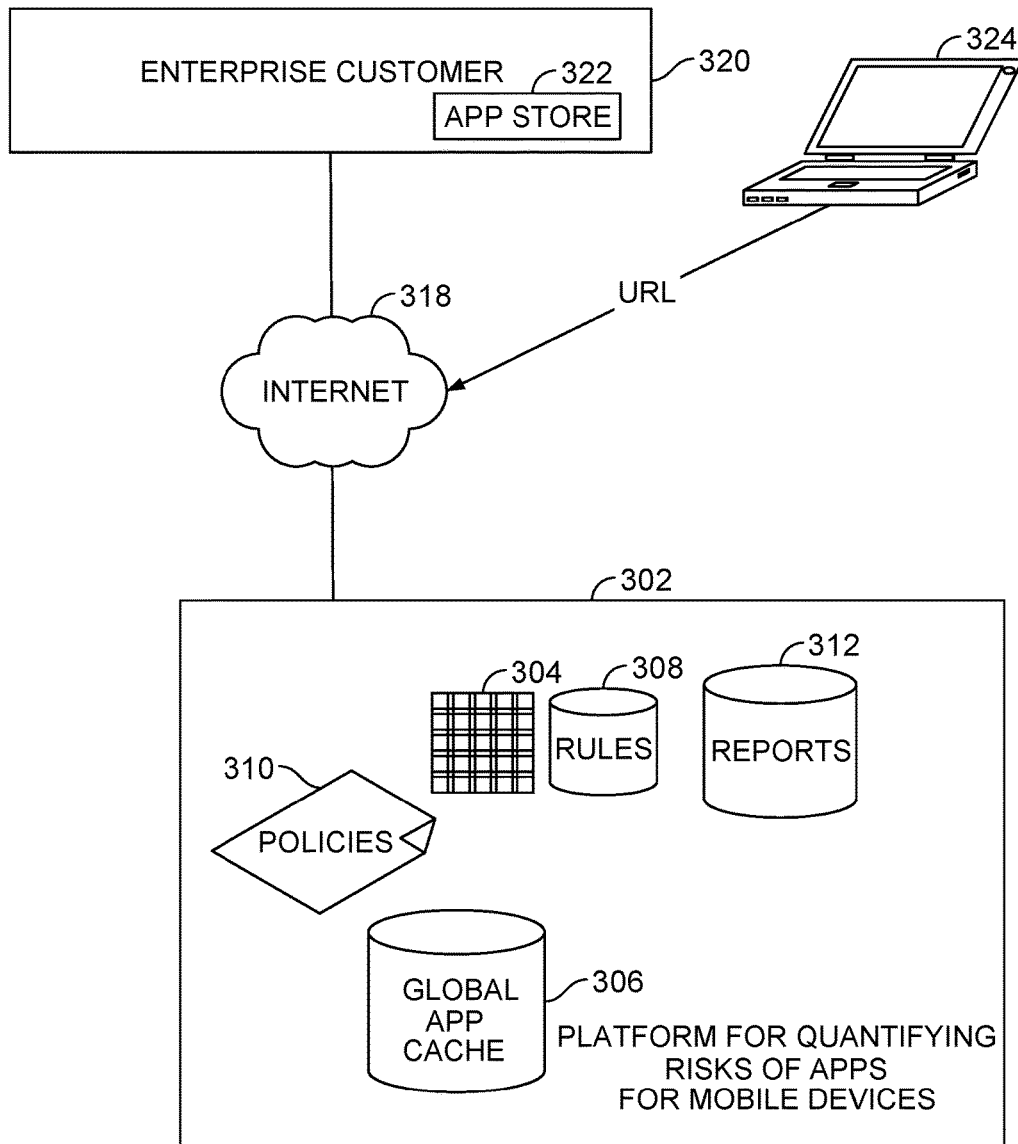 ENTERPRISE CUSTOMER
320
322
APP STORE
324
URL
318
INTERNET
302
304
308
312
RULES
REPORTS
310
POLICIES
306
GLOBAL
APP
CACHE
PLATFORM FOR QUANTIFYING
RISKS OF APPS
FOR MOBILE DEVICES